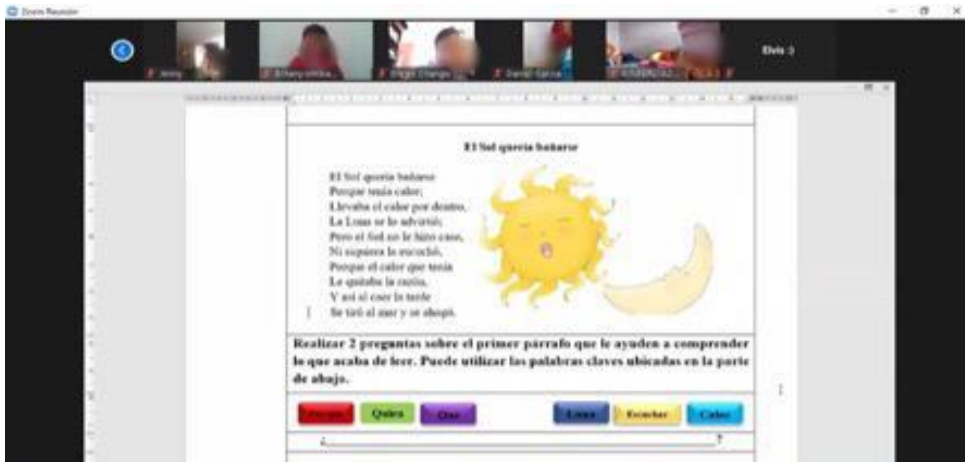 Zoom Reunión
Elvis :)
El Sol quería bañarse
El Sol quería bañarse
Porque tenía calor;
Llevaba el calor por dentro,
La Luna se lo advirtió;
Pero el Sol no le hizo caso,
Ni siquiera lo escuchó,
Porque el calor que tenía
Le quitaba la razón,
Y así al caer la tarde
Se tiró al mar y se ahogó.
Realizar 2 preguntas sobre el primer párrafo que le ayuden a comprender
lo que acaba de leer. Puede utilizar las palabras claves ubicadas en la parte
de abajo.
Quien Que Luna Escuchar Calor
¿ ?